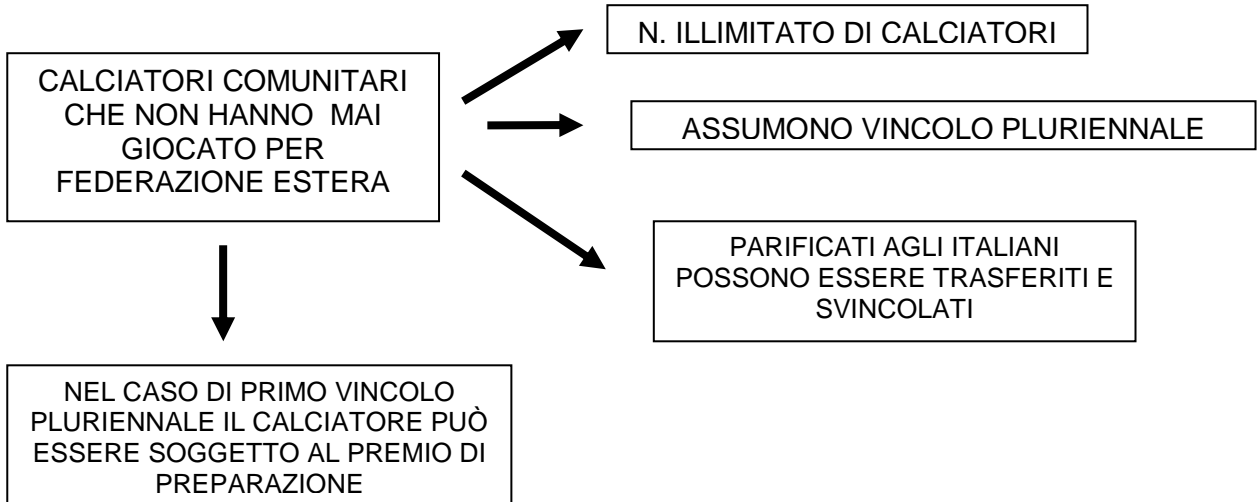 N. ILLIMITATO DI CALCIATORI
CALCIATORI COMUNITARI
CHE NON HANNO MAI
GIOCATO PER
FEDERAZIONE ESTERA
ASSUMONO VINCOLO PLURIENNALE
PARIFICATI AGLI ITALIANI
POSSONO ESSERE TRASFERITI E
SVINCOLATI
NEL CASO DI PRIMO VINCOLO
PLURIENNALE IL CALCIATORE PUÒ
ESSERE SOGGETTO AL PREMIO DI
PREPARAZIONE